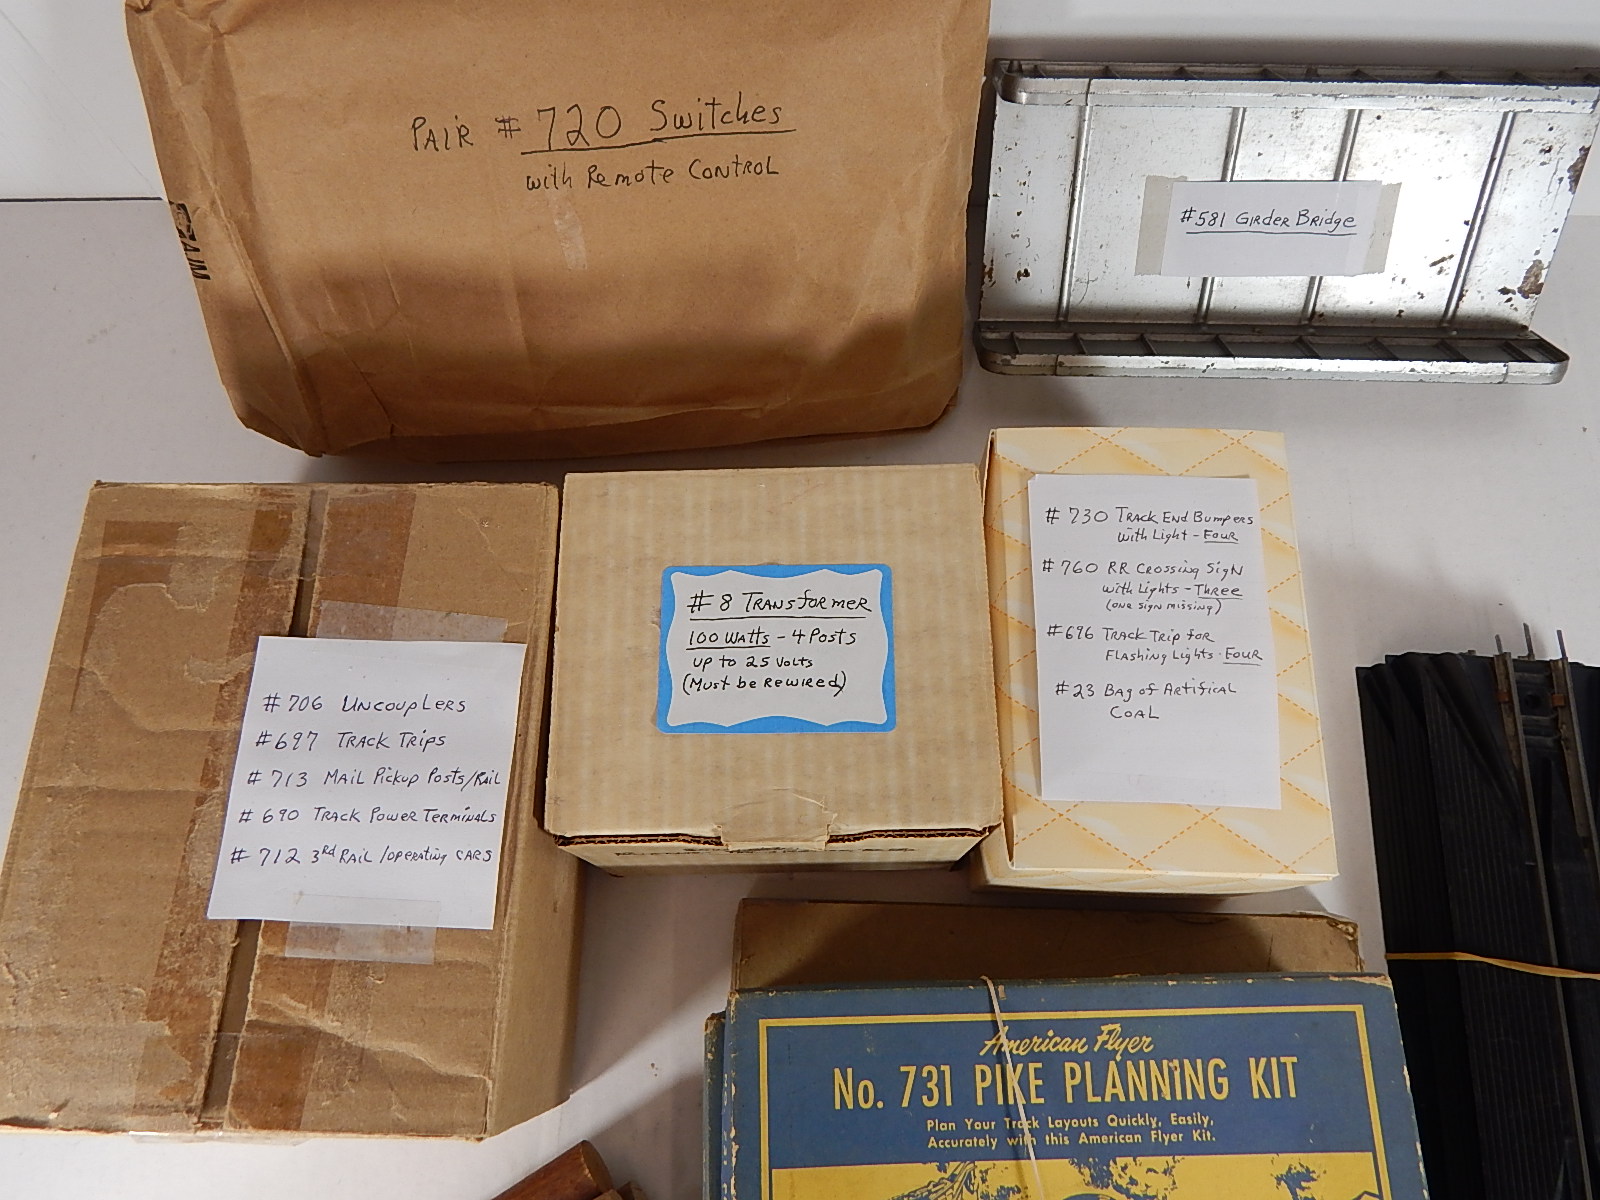 PAIR # 720 Switches
with Remote CONTROL
#581 GIRder BRidge
# 706 UNCOUPLERS
#697 TRACK TRIPS
# 713 MAIL Pickup Posts/RAIL
# 690 TRACK POWER TERMINALS
# 712 3rd RAIL /OPERATING CARS
#8 TRANSformer
100 WATTS - 4 POSTS
UP to 25 VOLTS
(Must be REWIREd)
# 730 TRACK ENd Bumpers
with Light - FOUR
# 760 RR CROSSING SIGN
with Lights - THREE
(ONE SIGN MISSING)
#696 TRACK TRIP for
FLAShiNg Lights - FOUR
#23 BAg of ARTIFICAL
COAL
American Flyer
No. 731 PIKE PLANNING KIT
Plan Your Track Layouts Quickly, Easily,
Accurately with this American Flyer Kit.